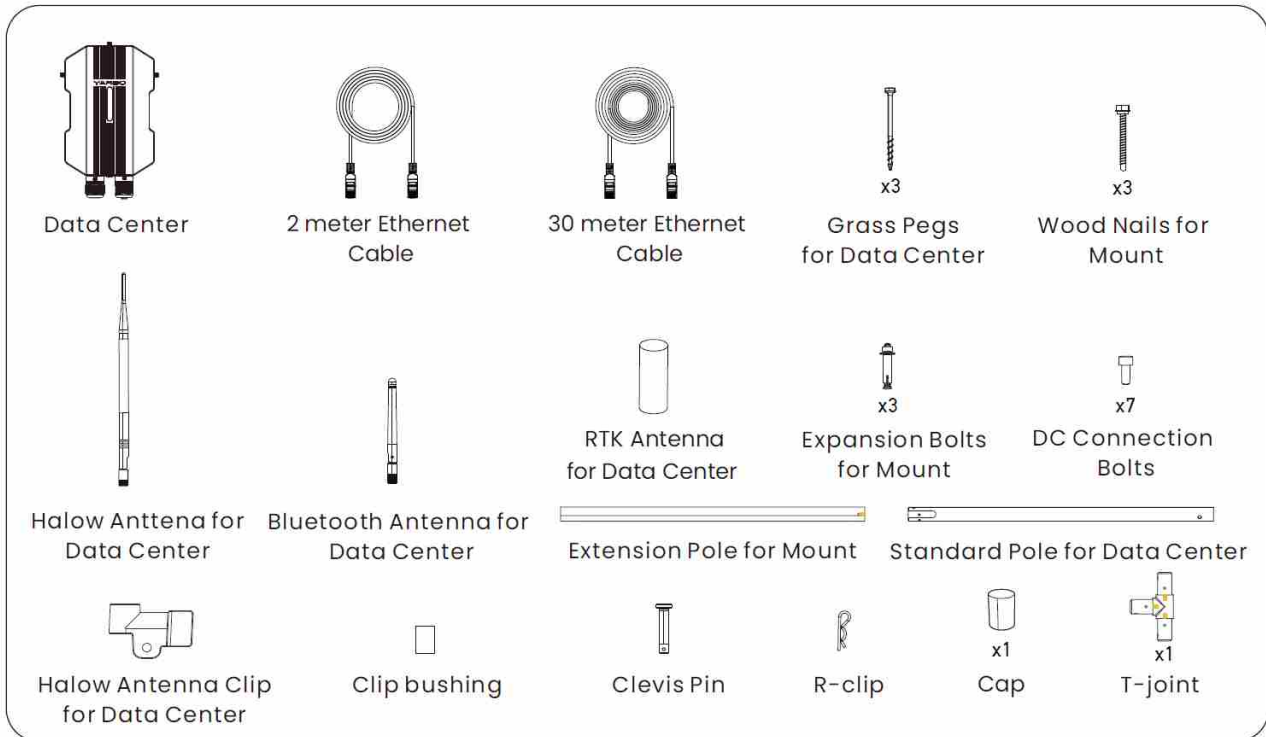 YARBO
Data Center
2 meter Ethernet
Cable
30 meter Ethernet
Cable
x3
Grass Pegs
for Data Center
x3
Wood Nails for
Mount
Halow Anttena for
Data Center
Bluetooth Antenna for
Data Center
RTK Antenna
for Data Center
x3
Expansion Bolts
for Mount
x7
DC Connection
Bolts
Extension Pole for Mount
Standard Pole for Data Center
Halow Antenna Clip
for Data Center
Clip bushing
Clevis Pin
R-clip
x1
Cap
x1
T-joint